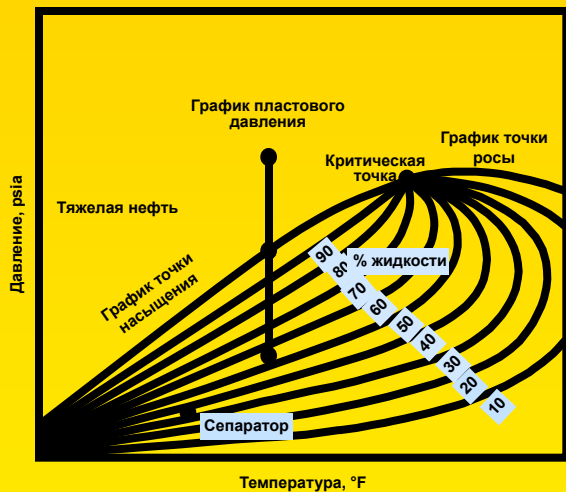 График пластового
давления
График точки
росы
Критическая
точка
Тяжелая нефть
График точки
насыщения
% жидкости
90
80
70
60
50
40
30
20
10
Сепаратор
Давление, psia
Температура, °F